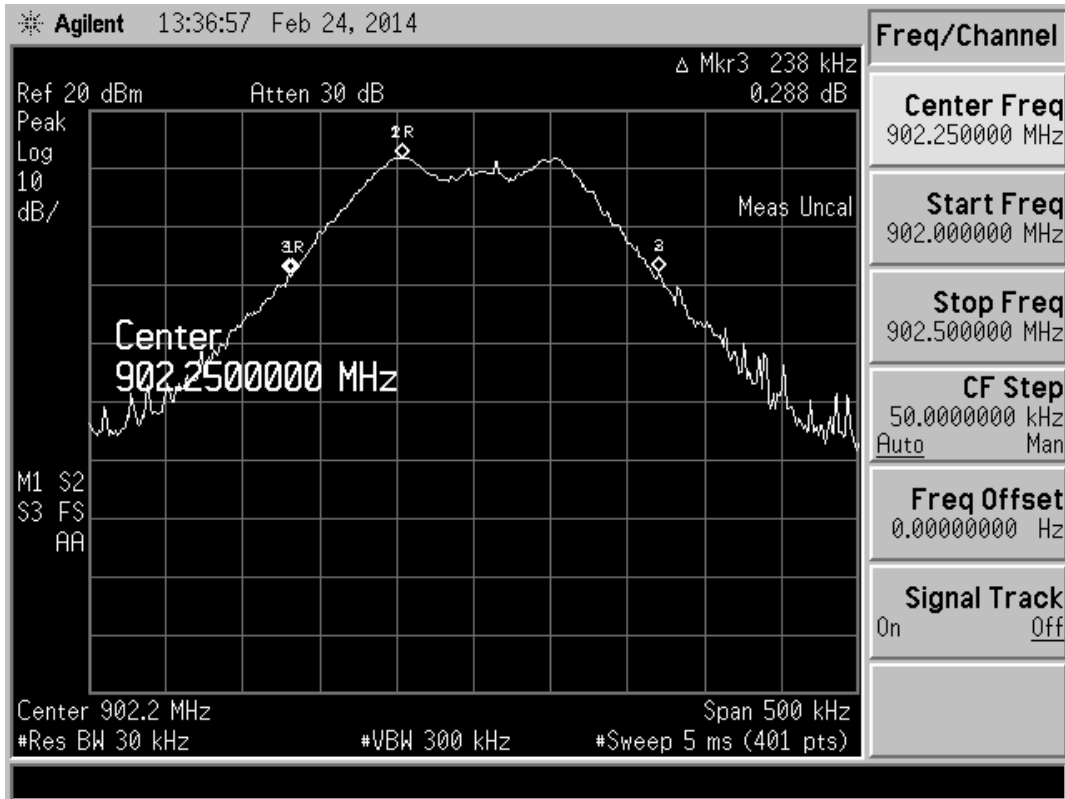 Agilent 13:36:57 Feb 24, 2014
Δ Mkr3 238 kHz
Ref 20 dBm Atten 30 dB 0.288 dB
Peak
Log
10
dB/
1R
Meas Uncal
3R
3
Center
902.2500000 MHz
M1 S2
S3 FS
AA
Center 902.2 MHz Span 500 kHz
#Res BW 30 kHz #VBW 300 kHz #Sweep 5 ms (401 pts)
Freq/Channel
Center Freq
902.250000 MHz
Start Freq
902.000000 MHz
Stop Freq
902.500000 MHz
CF Step
50.0000000 kHz
Auto Man
Freq Offset
0.00000000 Hz
Signal Track
On Off